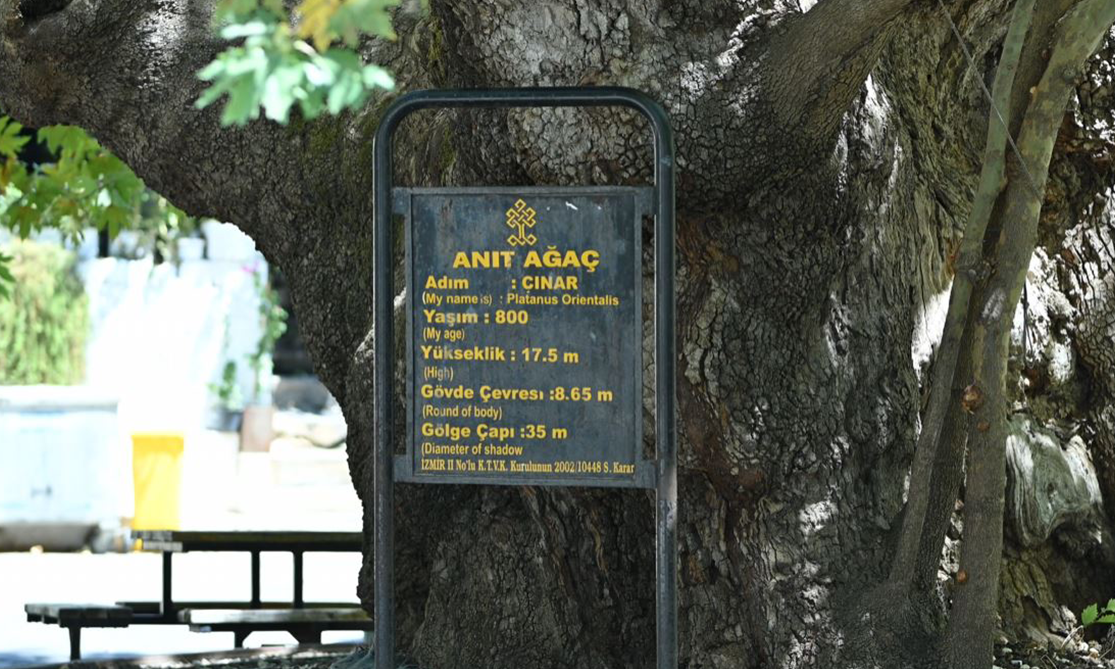 ANIT AĞAÇ
Adım : ÇINAR
(My name is) : Platanus Orientalis
Yaşım : 800
(My age)
Yükseklik : 17.5 m
(High)
Gövde Çevresi :8.65 m
(Round of body)
Gölge Çapı :35 m
(Diameter of shadow
İZMİR II No'lu K.T.V.K. Kurulunun 2002/10448 S. Karar